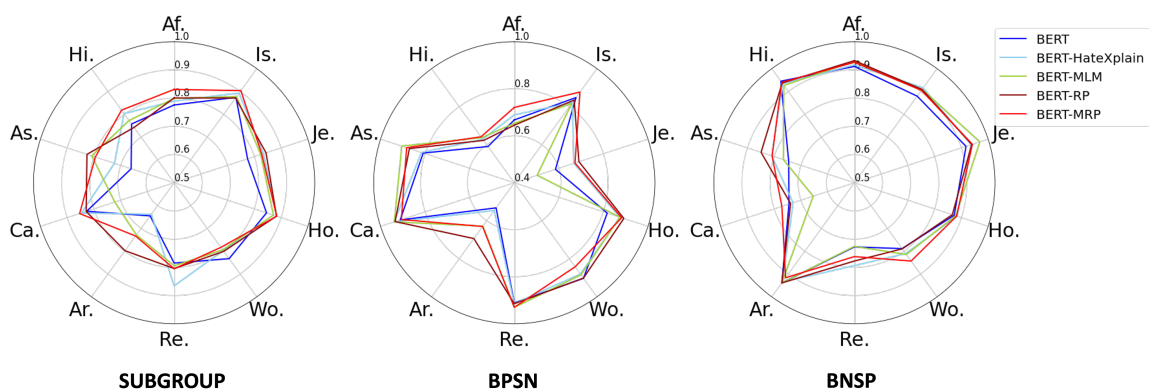 Af.
Is.
Je.
Ho.
Wo.
Re.
Ar.
Ca.
As.
Hi.
1.0
0.9
0.8
0.7
0.6
0.5
SUBGROUP
Af.
Is.
Je.
Ho.
Wo.
Re.
Ar.
Ca.
As.
Hi.
1.0
0.8
0.6
0.4
BPSN
Af.
Is.
Je.
Ho.
Wo.
Re.
Ar.
Ca.
As.
Hi.
1.0
0.9
0.8
0.7
0.6
0.5
BNSP
BERT
BERT-HateXplain
BERT-MLM
BERT-RP
BERT-MRP